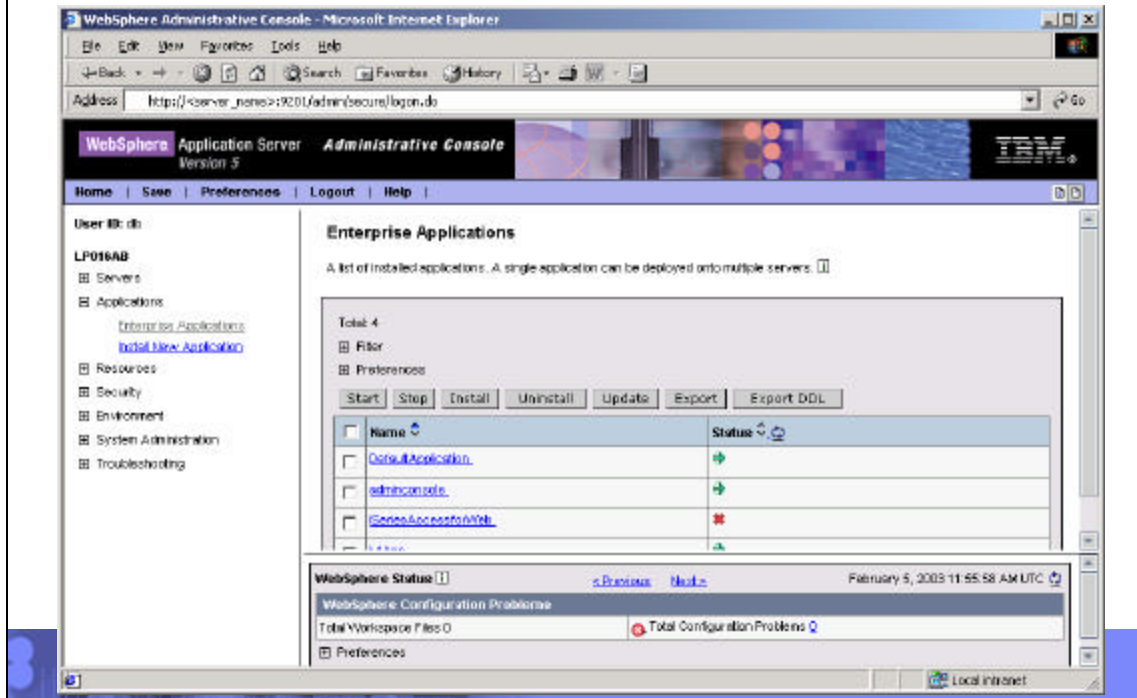 WebSphere Administrative Console - Microsoft Internet Explorer
File Edit View Favorites Tools Help
Back Search Favorites History
Address http://<server_name>:9201/admin/secure/logon.do Go
WebSphere Application Server Administrative Console
Version 5
IBM
Home | Save | Preferences | Logout | Help |
User ID: db
LP016AB
Servers
Applications
Enterprise Applications
Install New Application
Resources
Security
Environment
System Administration
Troubleshooting
Enterprise Applications
A list of installed applications. A single application can be deployed onto multiple servers. i
Total: 4
Filter
Preferences
Start Stop Install Uninstall Update Export Export DDL
Name Status
DefaultApplication
adminconsole
iSeriesAccessforWeb
WebSphere Status i < Previous Next > February 5, 2003 11:55:58 AM UTC
WebSphere Configuration Problems
Total Workspace Files 0 Total Configuration Problems 0
Preferences
Local intranet